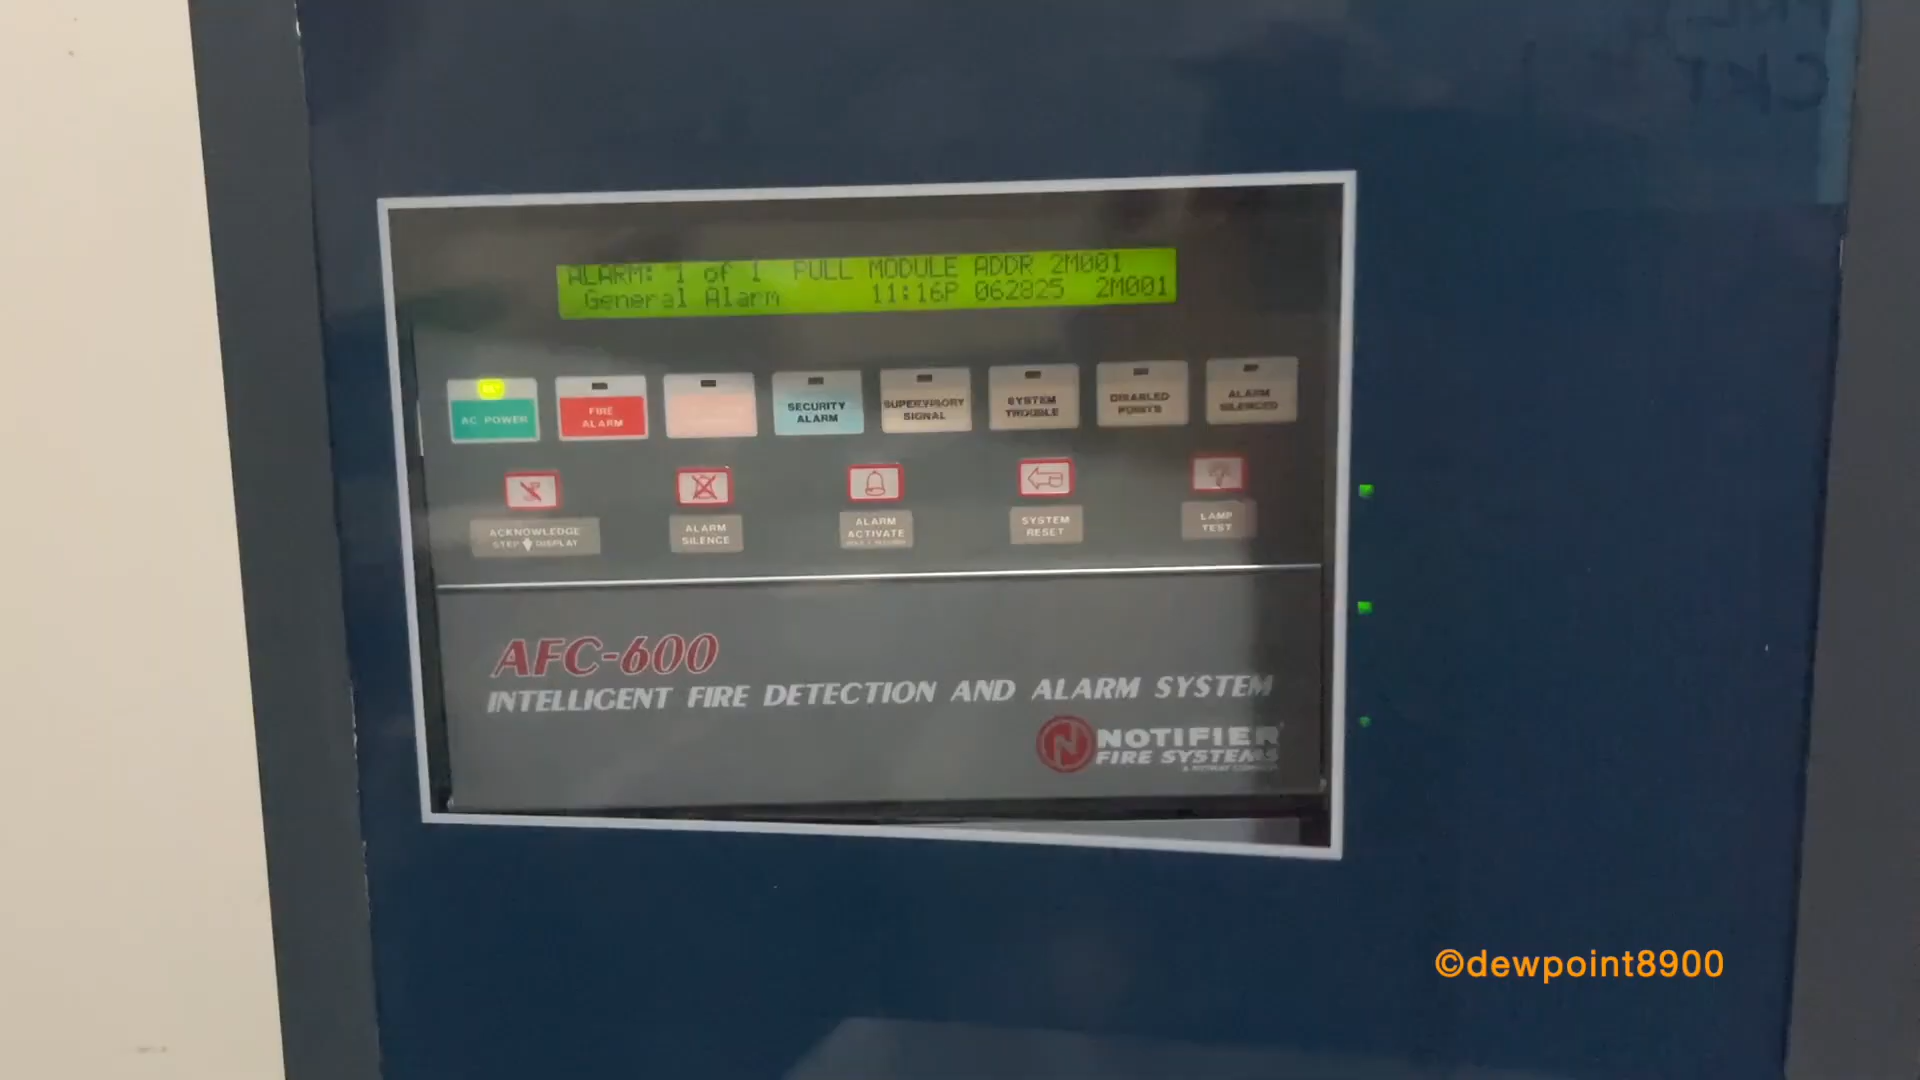 ALARM: 1 of 1 PULL MODULE ADDR 2M001
General Alarm 11:16P 062825 2M001
AC POWER
FIRE
ALARM
SECURITY
ALARM
SUPERVISORY
SIGNAL
SYSTEM
TROUBLE
DISABLED
POINTS
ALARM
SILENCED
ACKNOWLEDGE
STEP DISPLAY
ALARM
SILENCE
ALARM
ACTIVATE
SYSTEM
RESET
LAMP
TEST
AFC-600
INTELLIGENT FIRE DETECTION AND ALARM SYSTEM
N NOTIFIER
FIRE SYSTEMS
©dewpoint8900